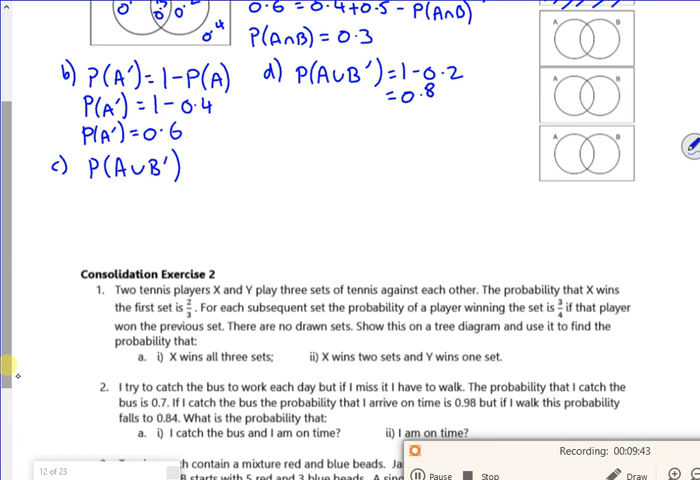 0.6 = 0.4+0.5 - P(A∩B)
P(A∩B) = 0.3
0.4
b) P(A')=1-P(A)
P(A')=1-0.4
P(A')=0.6
c) P(A∪B')
d) P(A∪B')=1-0.2
=0.8
A B
A B
A B
Consolidation Exercise 2
1. Two tennis players X and Y play three sets of tennis against each other. The probability that X wins
the first set is 2/3. For each subsequent set the probability of a player winning the set is 3/4 if that player
won the previous set. There are no drawn sets. Show this on a tree diagram and use it to find the
probability that:
a. i) X wins all three sets; ii) X wins two sets and Y wins one set.
2. I try to catch the bus to work each day but if I miss it I have to walk. The probability that I catch the
bus is 0.7. If I catch the bus the probability that I arrive on time is 0.98 but if I walk this probability
falls to 0.84. What is the probability that:
a. i) I catch the bus and I am on time? ii) I am on time?
ch contain a mixture red and blue beads. Ja
B starts with 5 red and 3 blue beads. A sing
12 of 23
Recording: 00:09:43
Pause Stop Draw